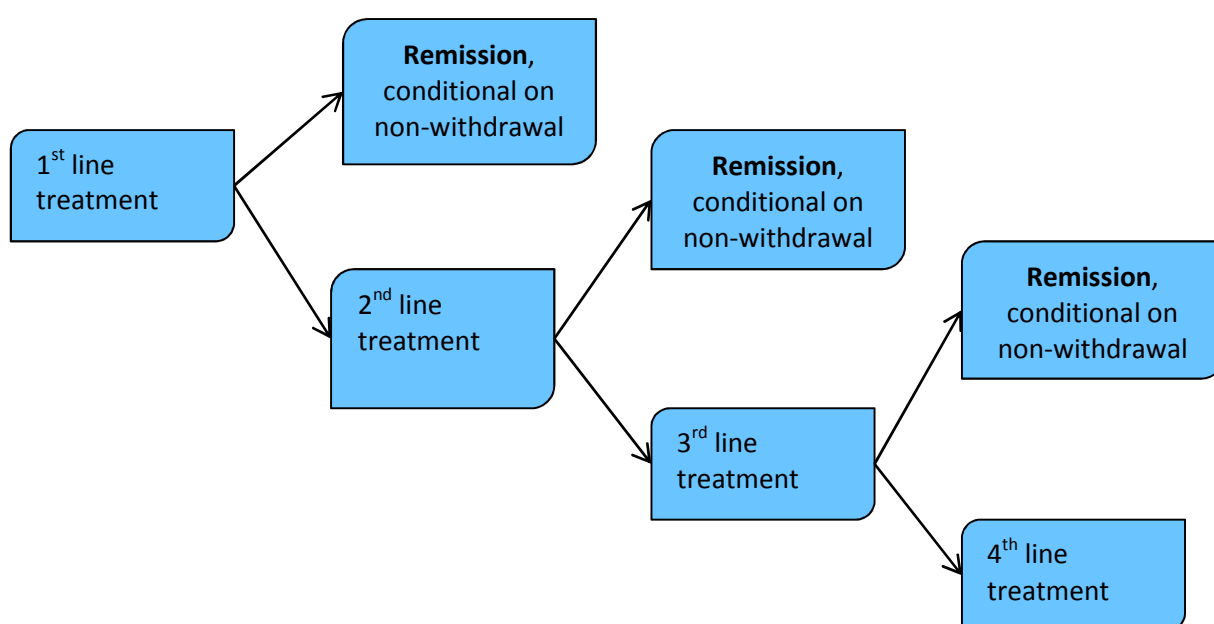 Remission,
conditional on
non-withdrawal
1st line
treatment
Remission,
conditional on
non-withdrawal
2nd line
treatment
Remission,
conditional on
non-withdrawal
3rd line
treatment
4th line
treatment